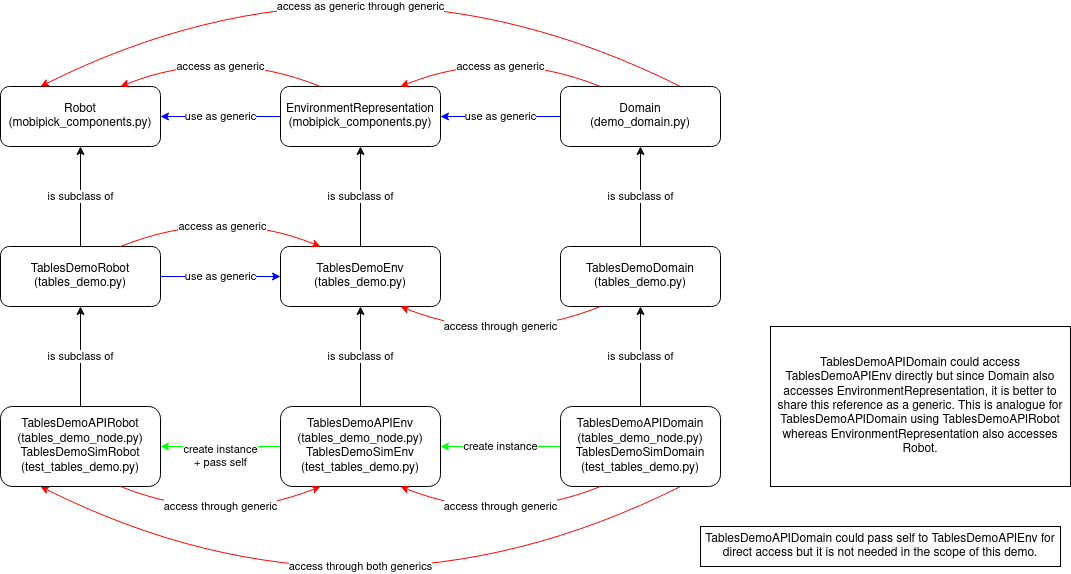 access as generic through generic
access as generic
access as generic
Robot
(mobipick_components.py)
use as generic
EnvironmentRepresentation
(mobipick_components.py)
use as generic
Domain
(demo_domain.py)
is subclass of
is subclass of
is subclass of
access as generic
TablesDemoRobot
(tables_demo.py)
use as generic
TablesDemoEnv
(tables_demo.py)
TablesDemoDomain
(tables_demo.py)
access through generic
is subclass of
is subclass of
is subclass of
TablesDemoAPIRobot
(tables_demo_node.py)
TablesDemoSimRobot
(test_tables_demo.py)
create instance
+ pass self
TablesDemoAPIEnv
(tables_demo_node.py)
TablesDemoSimEnv
(test_tables_demo.py)
create instance
TablesDemoAPIDomain
(tables_demo_node.py)
TablesDemoSimDomain
(test_tables_demo.py)
access through generic
access through generic
access through both generics
TablesDemoAPIDomain could access
TablesDemoAPIEnv directly but since Domain also
accesses EnvironmentRepresentation, it is better to
share this reference as a generic. This is analogue for
TablesDemoAPIDomain using TablesDemoAPIRobot
whereas EnvironmentRepresentation also accesses
Robot.
TablesDemoAPIDomain could pass self to TablesDemoAPIEnv for
direct access but it is not needed in the scope of this demo.